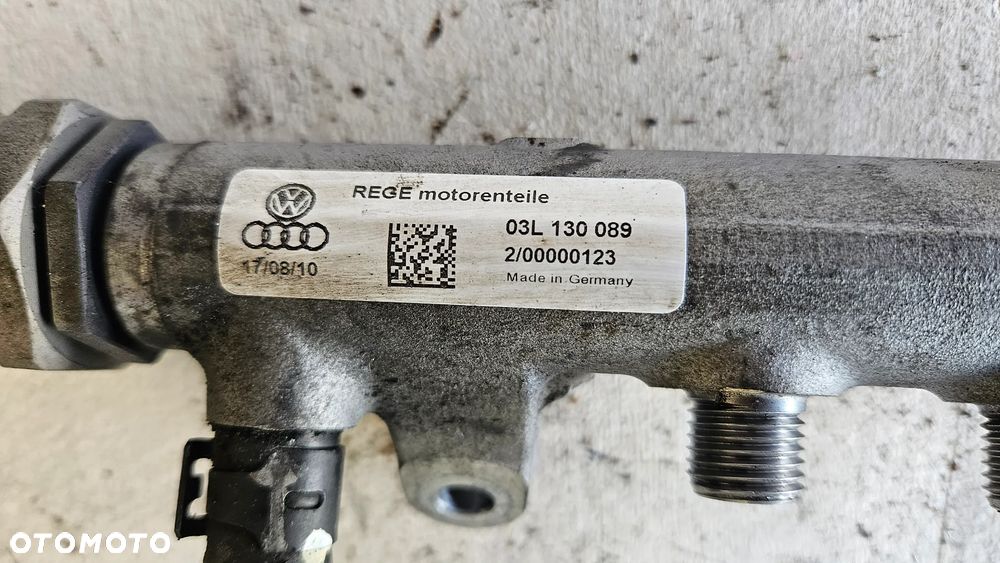 REGE motorenteile
03L 130 089
2/00000123
Made in Germany
17/08/10
OTOMOTO